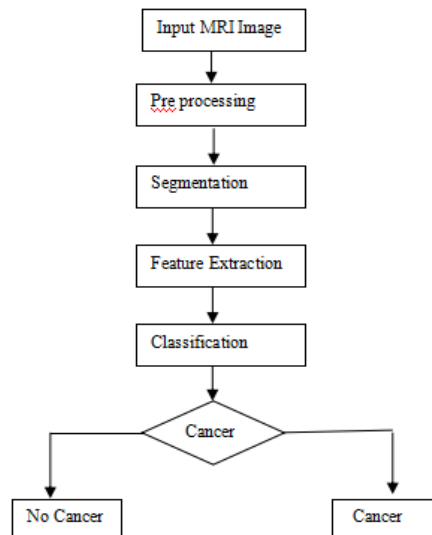 Input MRI Image
Pre processing
Segmentation
Feature Extraction
Classification
Cancer
No Cancer
Cancer